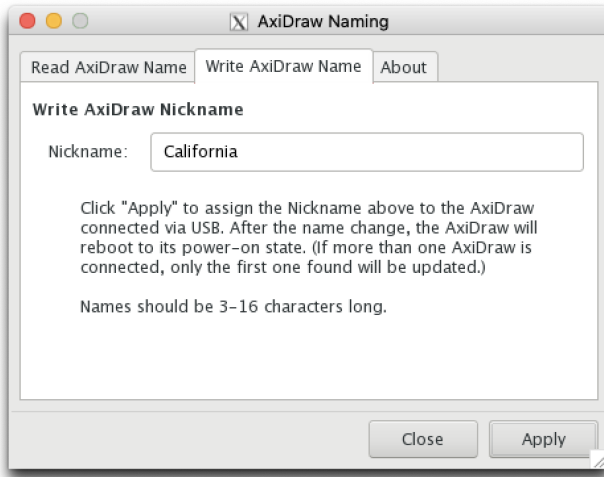 AxiDraw Naming
Read AxiDraw Name Write AxiDraw Name About
Write AxiDraw Nickname
Nickname: California
Click "Apply" to assign the Nickname above to the AxiDraw
connected via USB. After the name change, the AxiDraw will
reboot to its power-on state. (If more than one AxiDraw is
connected, only the first one found will be updated.)
Names should be 3-16 characters long.
Close Apply